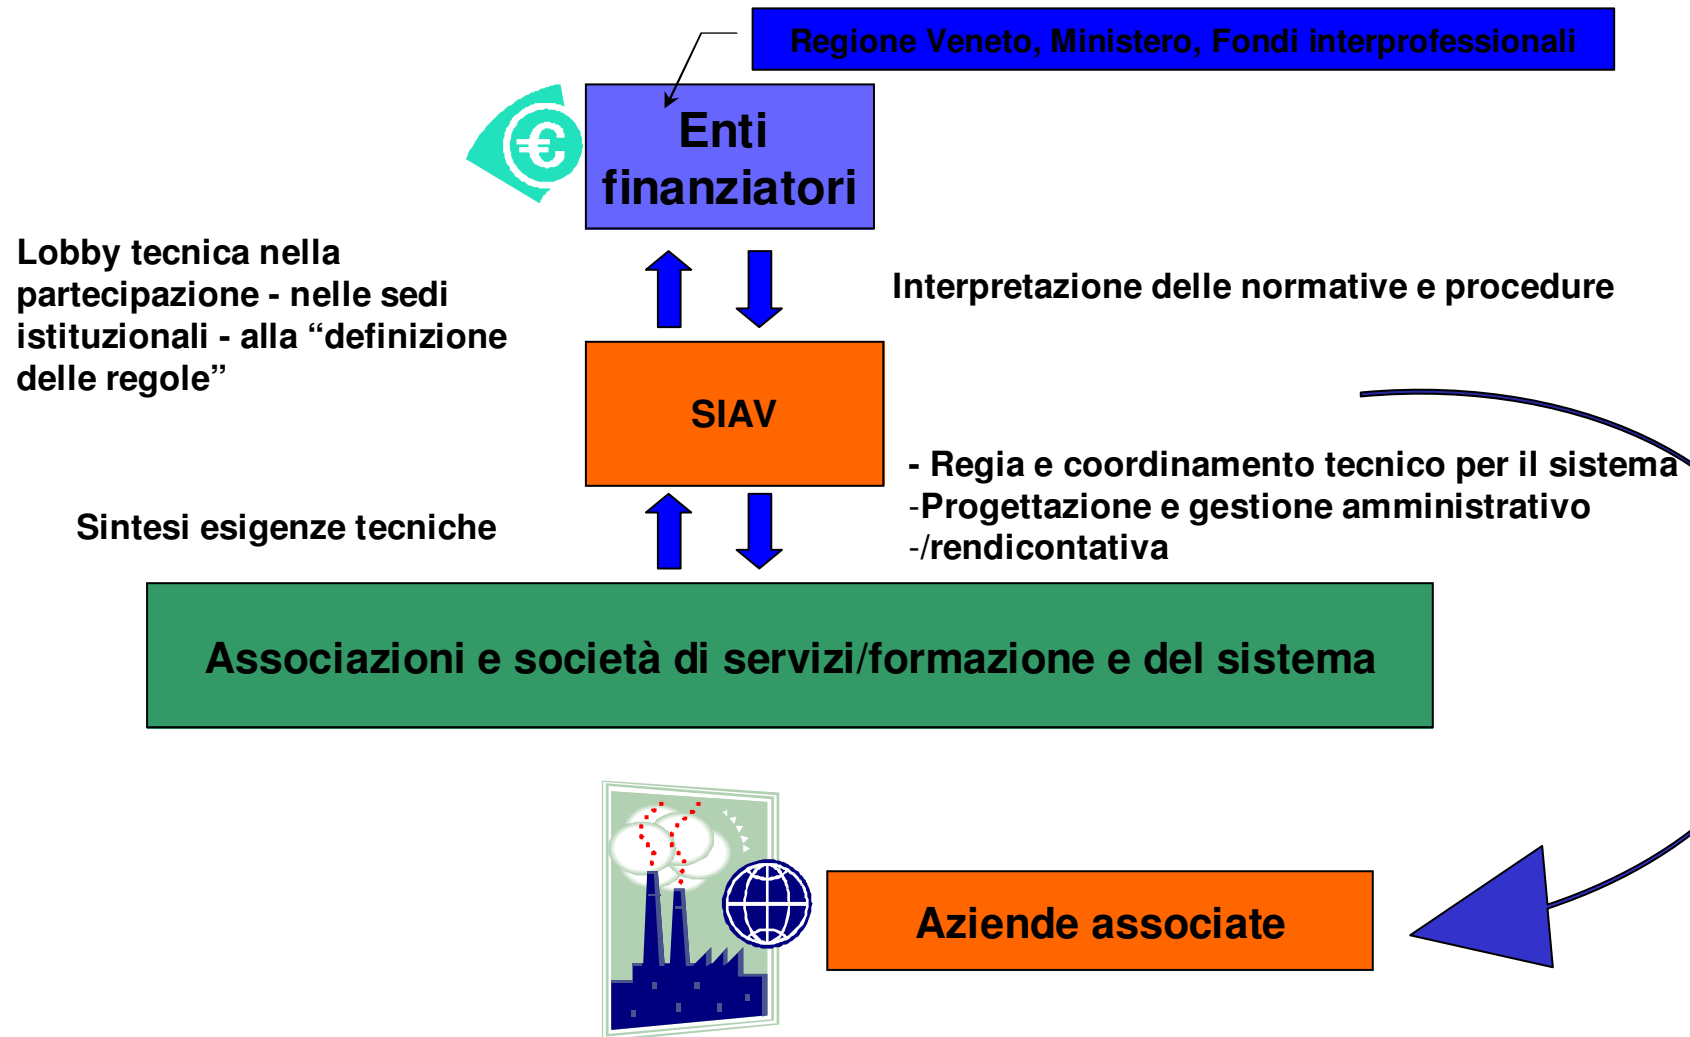 Regione Veneto, Ministero, Fondi interprofessionali
Enti
finanziatori
€
Lobby tecnica nella
partecipazione - nelle sedi
istituzionali - alla “definizione
delle regole”
Interpretazione delle normative e procedure
SIAV
- Regia e coordinamento tecnico per il sistema
-Progettazione e gestione amministrativo
-/rendicontativa
Sintesi esigenze tecniche
Associazioni e società di servizi/formazione e del sistema
Aziende associate